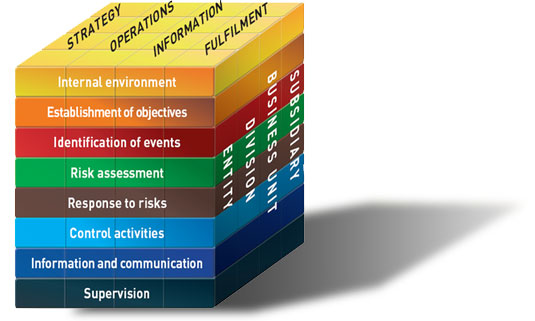 STRATEGY
OPERATIONS
INFORMATION
FULFILMENT
Internal environment
Establishment of objectives
Identification of events
Risk assessment
Response to risks
Control activities
Information and communication
Supervision
ENTITY
DIVISION
BUSINESS UNIT
SUBSIDIARY